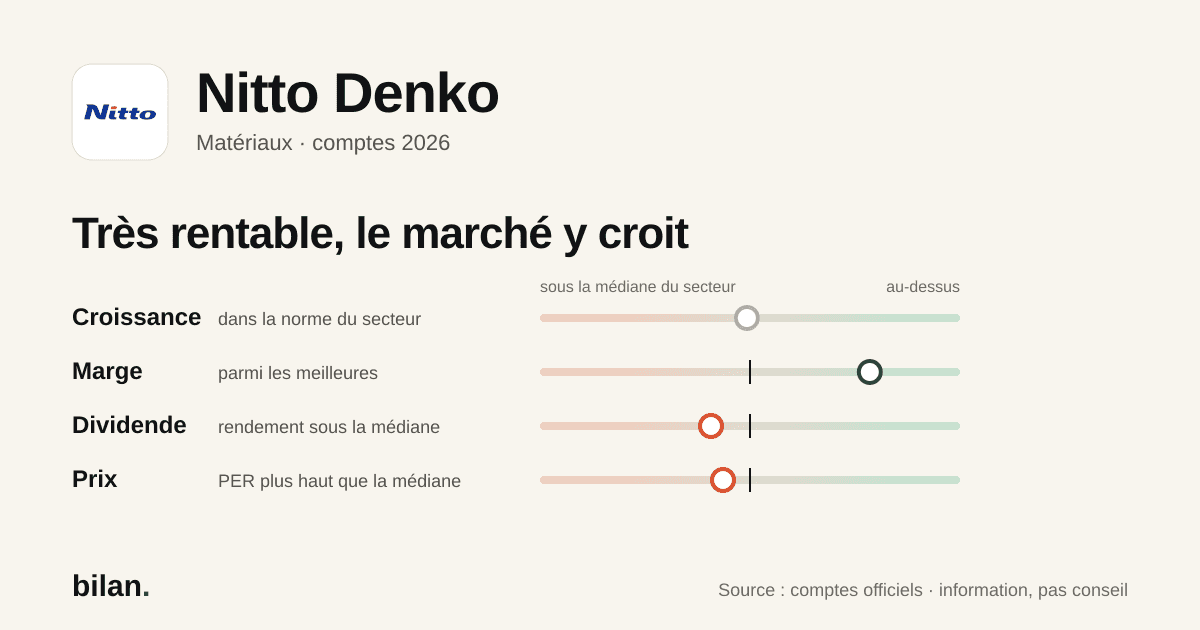 Nitto
Nitto Denko
Matériaux · comptes 2026
Très rentable, le marché y croit
sous la médiane du secteur au-dessus
Croissance dans la norme du secteur
Marge parmi les meilleures
Dividende rendement sous la médiane
Prix PER plus haut que la médiane
bilan.
Source : comptes officiels · information, pas conseil